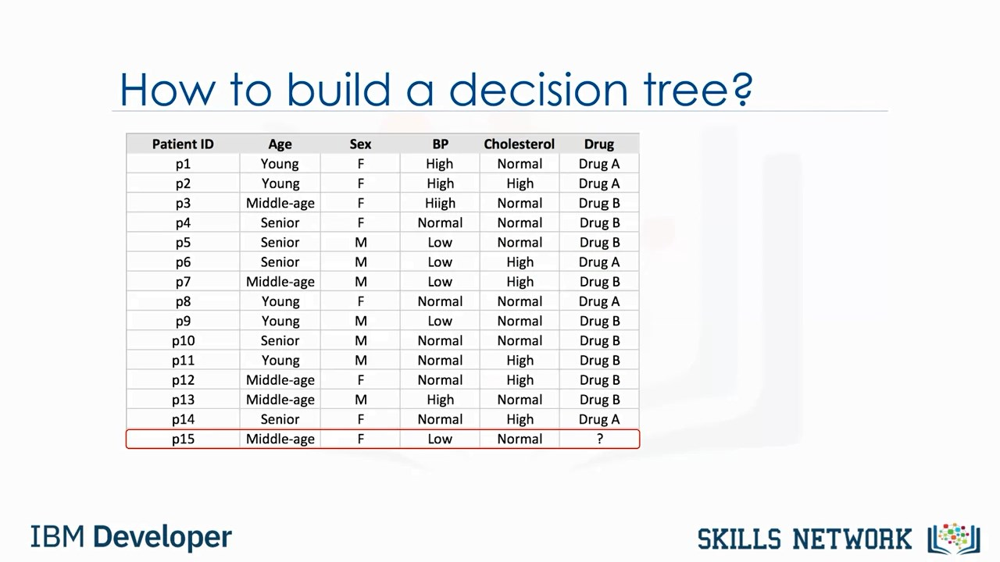 How to build a decision tree?
Patient ID Age Sex BP Cholesterol Drug
p1 Young F High Normal Drug A
p2 Young F High High Drug A
p3 Middle-age F Hiigh Normal Drug B
p4 Senior F Normal Normal Drug B
p5 Senior M Low Normal Drug B
p6 Senior M Low High Drug A
p7 Middle-age M Low High Drug B
p8 Young F Normal Normal Drug A
p9 Young M Low Normal Drug B
p10 Senior M Normal Normal Drug B
p11 Young M Normal High Drug B
p12 Middle-age F Normal High Drug B
p13 Middle-age M High Normal Drug B
p14 Senior F Normal High Drug A
p15 Middle-age F Low Normal ?
IBM Developer
SKILLS NETWORK